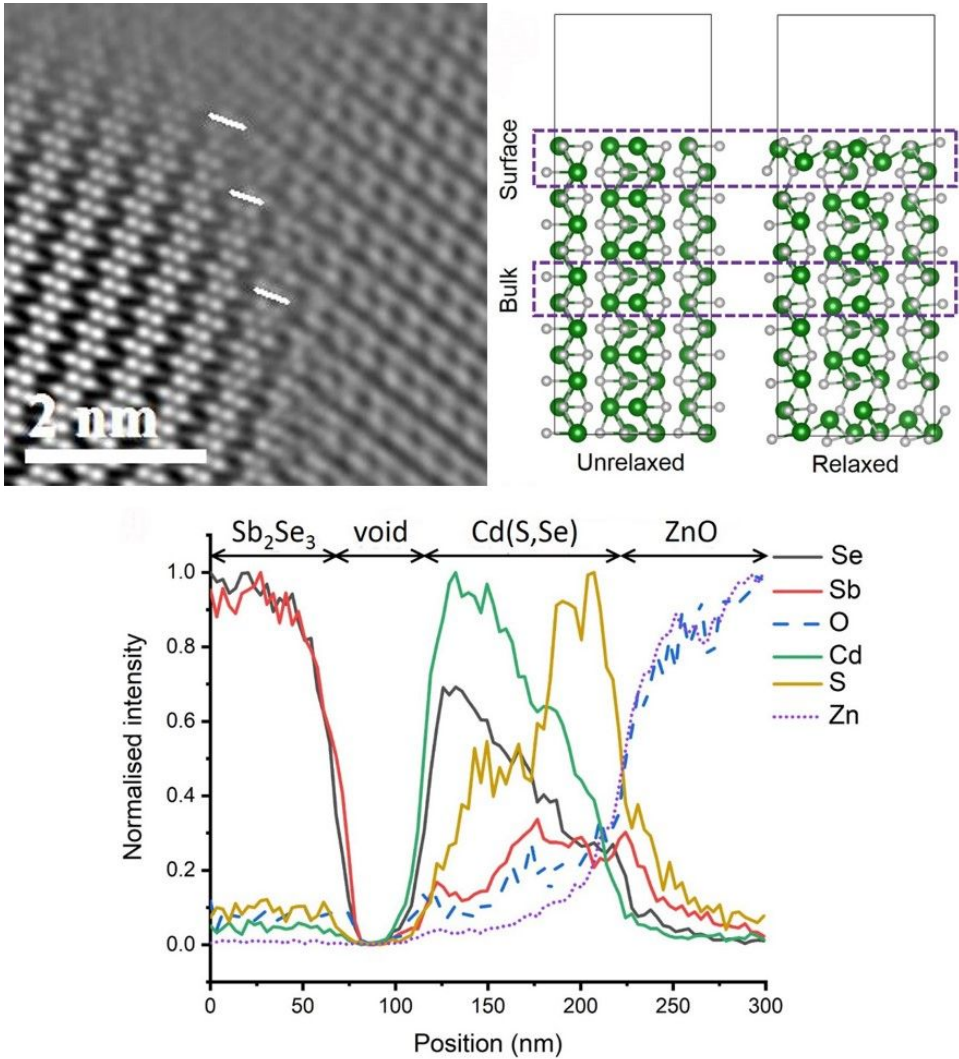 2 nm
Surface
Bulk
Unrelaxed
Relaxed
Sb₂Se₃
void
Cd(S,Se)
ZnO
Se
Sb
O
Cd
S
Zn
Normalised intensity
1.0
0.8
0.6
0.4
0.2
0.0
0
50
100
150
200
250
300
Position (nm)